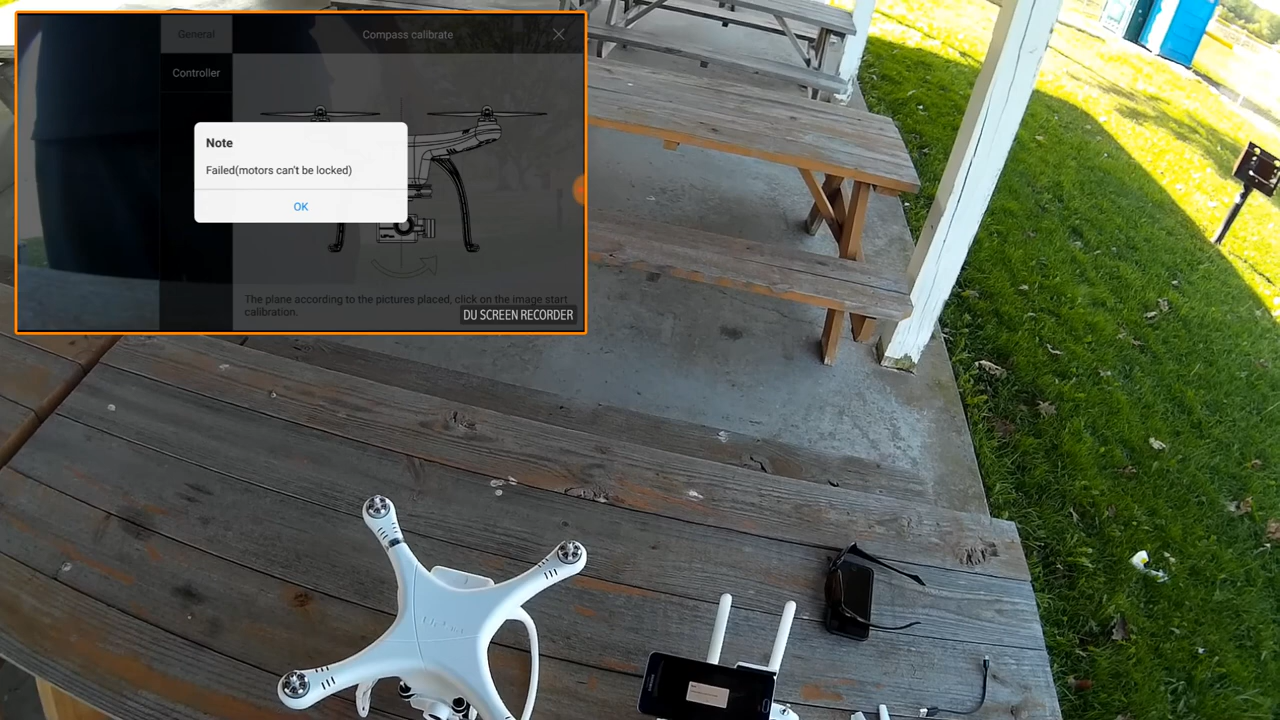 General
Compass calibrate
Controller
Note
Failed(motors can't be locked)
OK
The plane according to the pictures placed, click on the image start
calibration.
DU SCREEN RECORDER